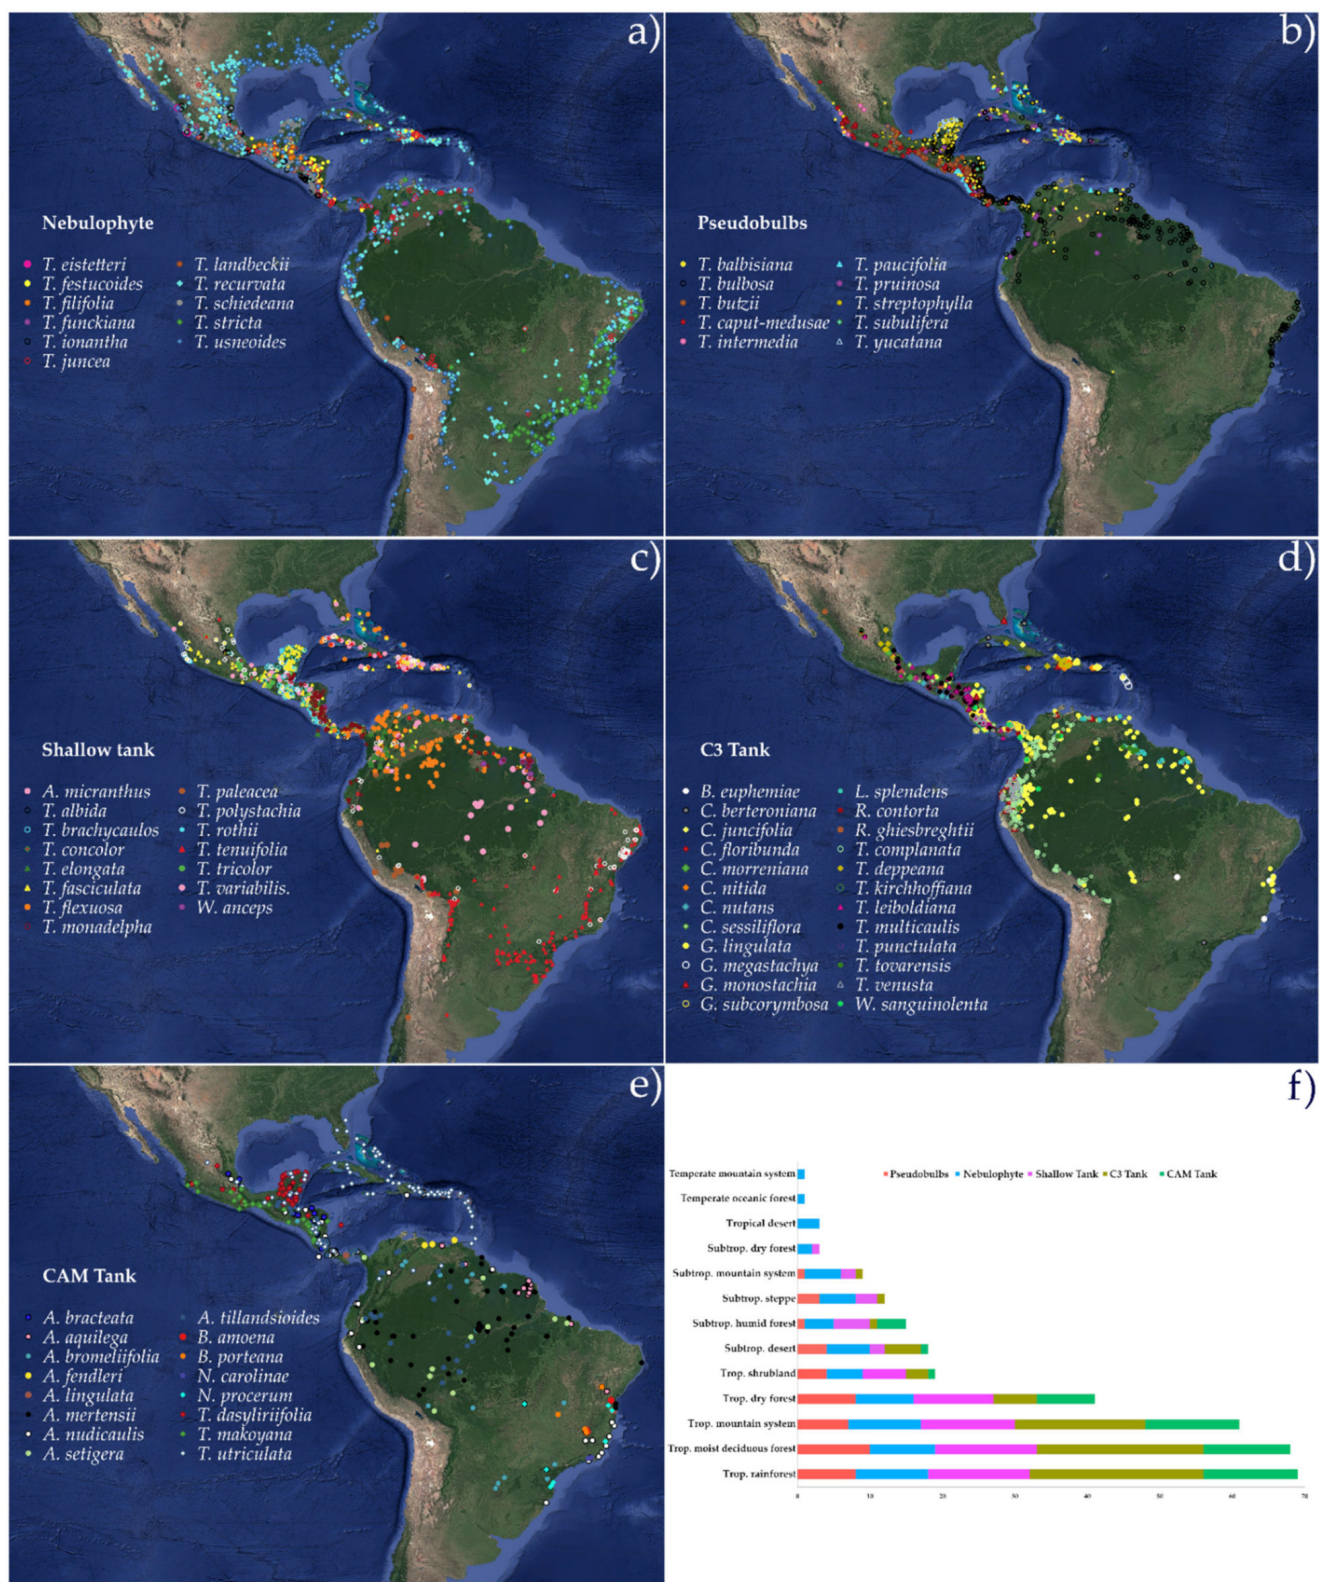 a)
Nebulophyte
T. eistetteri T. landbeckii
T. festucoides T. recurvata
T. filifolia T. schiedeana
T. funckiana T. stricta
T. ionantha T. usneoides
T. juncea
b)
Pseudobulbs
T. balbisiana T. paucifolia
T. bulbosa T. pruinosa
T. butzii T. streptophylla
T. caput-medusae T. subulifera
T. intermedia T. yucatana
c)
Shallow tank
A. micranthus T. paleacea
T. albida T. polystachia
T. brachycaulos T. rothii
T. concolor T. tenuifolia
T. elongata T. tricolor
T. fasciculata T. variabilis.
T. flexuosa W. anceps
T. monadelpha
d)
C3 Tank
B. euphemiae L. splendens
C. berteroniana R. contorta
C. juncifolia R. ghiesbreghtii
C. floribunda T. complanata
C. morreniana T. deppeana
C. nitida T. kirchhoffiana
C. nutans T. leiboldiana
C. sessiliflora T. multicaulis
G. lingulata T. punctulata
G. megastachya T. tovarensis
G. monostachia T. venusta
G. subcorymbosa W. sanguinolenta
e)
CAM Tank
A. bracteata A. tillandsioides
A. aquilega B. amoena
A. bromeliifolia B. porteana
A. fendleri N. carolinae
A. lingulata N. procerum
A. mertensii T. dasyliriifolia
A. nudicaulis T. makoyana
A. setigera T. utriculata
f)
Pseudobulbs Nebulophyte Shallow Tank C3 Tank CAM Tank
Temperate mountain system
Temperate oceanic forest
Tropical desert
Subtrop. dry forest
Subtrop. mountain system
Subtrop. steppe
Subtrop. humid forest
Subtrop. desert
Trop. shrubland
Trop. dry forest
Trop. mountain system
Trop. moist deciduous forest
Trop. rainforest
0 10 20 30 40 50 60 70